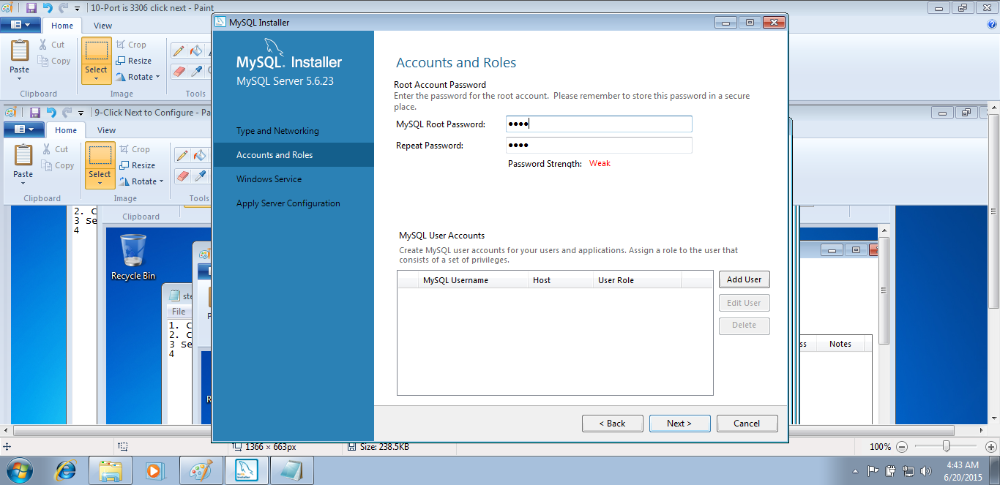 10-Port is 3306 click next - Paint
Home
View
Paste
Cut
Copy
Clipboard
Select
Crop
Resize
Rotate
Image
Tools
9-Click Next to Configure - Pa
Home
View
Paste
Cut
Copy
Clipboard
Select
Crop
Resize
Rotate
Image
Tools
2. C
3 Se
4
Clipboard
Recycle Bin
ste
File
1. C
2. C
3 Se
4
MySQL Installer
MySQL. Installer
MySQL Server 5.6.23
Type and Networking
Accounts and Roles
Windows Service
Apply Server Configuration
Accounts and Roles
Root Account Password
Enter the password for the root account. Please remember to store this password in a secure
place.
MySQL Root Password: ●●●●
Repeat Password: ●●●●
Password Strength: Weak
MySQL User Accounts
Create MySQL user accounts for your users and applications. Assign a role to the user that
consists of a set of privileges.
MySQL Username Host User Role
Add User
Edit User
Delete
< Back Next > Cancel
ss Notes
1366 × 663px
Size: 238.5KB
100%
4:43 AM
6/20/2015